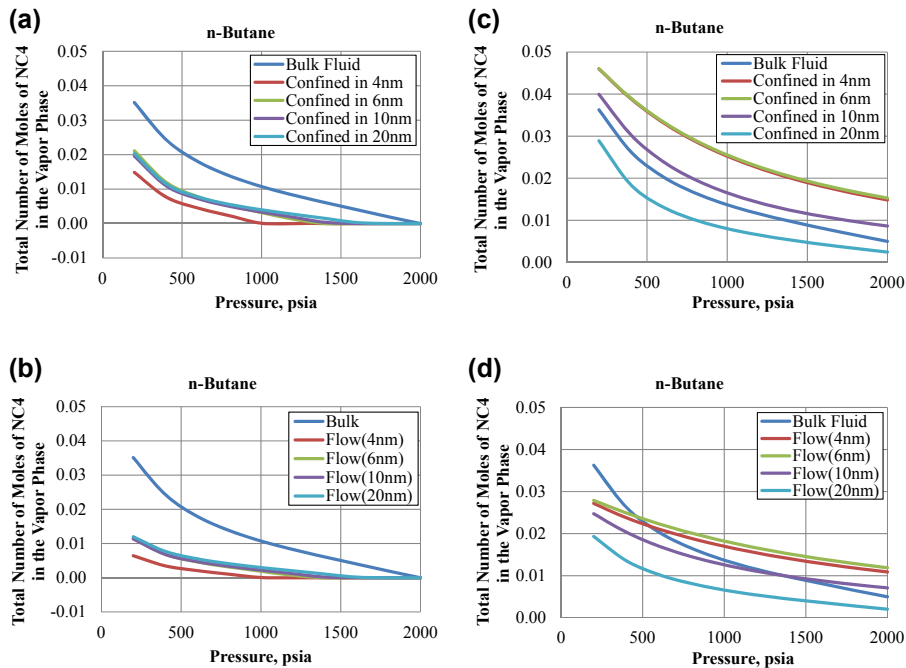 (a)
n-Butane
Total Number of Moles of NC4
in the Vapor Phase
0.05
0.04
0.03
0.02
0.01
0.00
-0.01
Bulk Fluid
Confined in 4nm
Confined in 6nm
Confined in 10nm
Confined in 20nm
0 500 1000 1500 2000
Pressure, psia
(c)
n-Butane
Total Number of Moles of NC4
in the Vapor Phase
0.06
0.05
0.04
0.03
0.02
0.01
0.00
Bulk Fluid
Confined in 4nm
Confined in 6nm
Confined in 10nm
Confined in 20nm
0 500 1000 1500 2000
Pressure, psia
(b)
n-Butane
Total Number of Moles of NC4
in the Vapor Phase
0.05
0.04
0.03
0.02
0.01
0.00
-0.01
Bulk
Flow(4nm)
Flow(6nm)
Flow(10nm)
Flow(20nm)
0 500 1000 1500 2000
Pressure, psia
(d)
n-Butane
Total Number of Moles of NC4
in the Vapor Phase
0.05
0.04
0.03
0.02
0.01
0.00
Bulk Fluid
Flow(4nm)
Flow(6nm)
Flow(10nm)
Flow(20nm)
0 500 1000 1500 2000
Pressure, psia